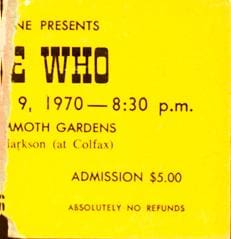 NE PRESENTS
E WHO
9, 1970—8:30 p.m.
MMOTH GARDENS
larkson (at Colfax)
ADMISSION $5.00
ABSOLUTELY NO REFUNDS